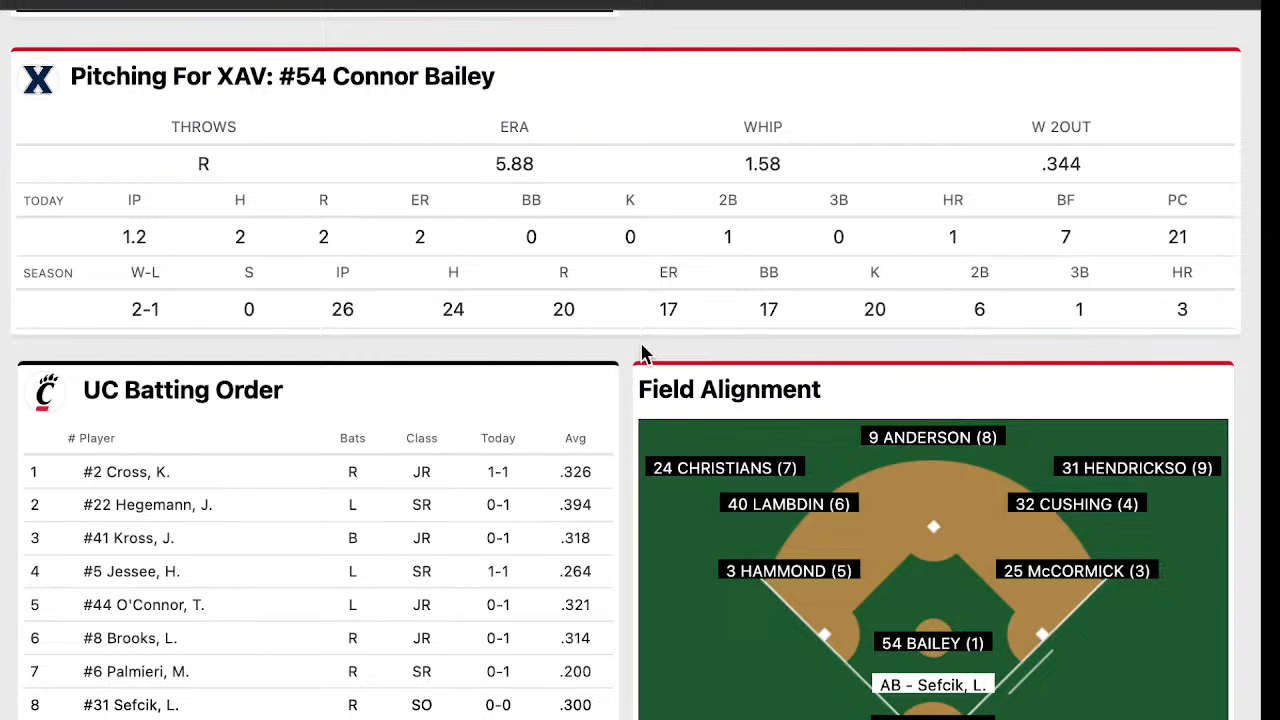 X Pitching For XAV: #54 Connor Bailey
THROWS ERA WHIP W 2OUT
R 5.88 1.58 .344
TODAY IP H R ER BB K 2B 3B HR BF PC
1.2 2 2 2 0 0 1 0 1 7 21
SEASON W-L S IP H R ER BB K 2B 3B HR
2-1 0 26 24 20 17 17 20 6 1 3
C UC Batting Order
# Player Bats Class Today Avg
1 #2 Cross, K. R JR 1-1 .326
2 #22 Hegemann, J. L SR 0-1 .394
3 #41 Kross, J. B JR 0-1 .318
4 #5 Jessee, H. L SR 1-1 .264
5 #44 O'Connor, T. L JR 0-1 .321
6 #8 Brooks, L. R JR 0-1 .314
7 #6 Palmieri, M. R SR 0-1 .200
8 #31 Sefcik, L. R SO 0-0 .300
Field Alignment
9 ANDERSON (8)
24 CHRISTIANS (7) 31 HENDRICKSO (9)
40 LAMBDIN (6) 32 CUSHING (4)
3 HAMMOND (5) 25 McCORMICK (3)
54 BAILEY (1)
AB - Sefcik, L.